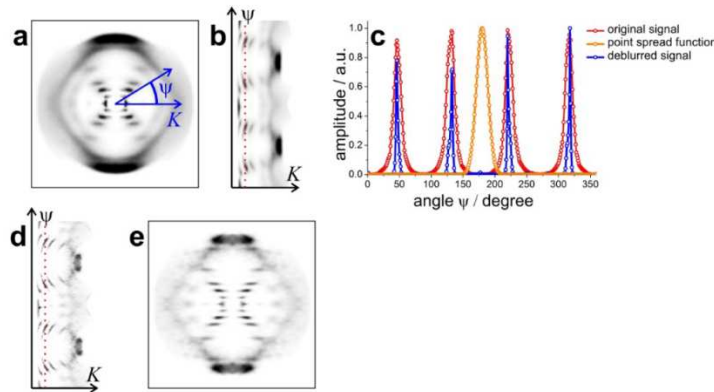 a
ψ
K
b
ψ
K
c
amplitude / a.u.
1.0
0.8
0.6
0.4
0.2
0.0
0 50 100 150 200 250 300 350
angle ψ / degree
original signal
point spread function
deblurred signal
d
ψ
K
e